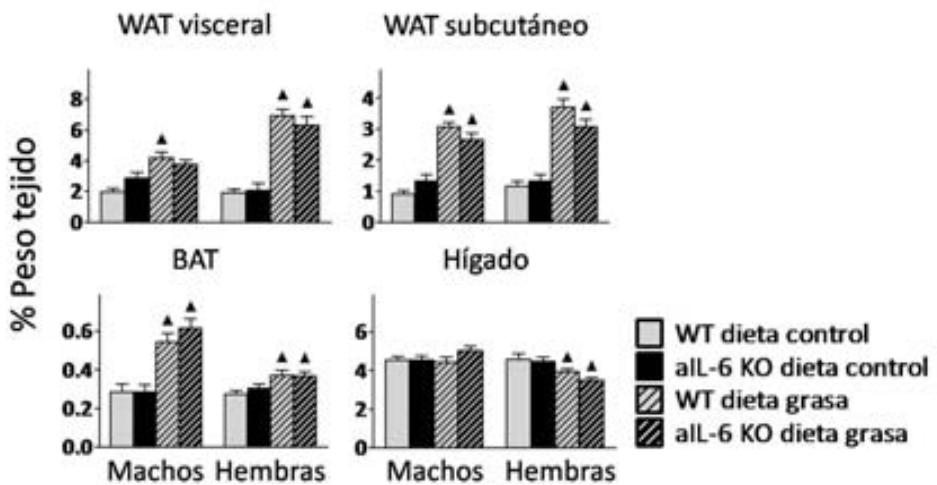 WAT visceral
WAT subcutáneo
8
6
4
2
0
4
3
2
1
0
% Peso tejido
BAT
Hígado
0.6
0.4
0.2
0.0
6
4
2
0
WT dieta control
aIL-6 KO dieta control
WT dieta grasa
aIL-6 KO dieta grasa
Machos Hembras
Machos Hembras